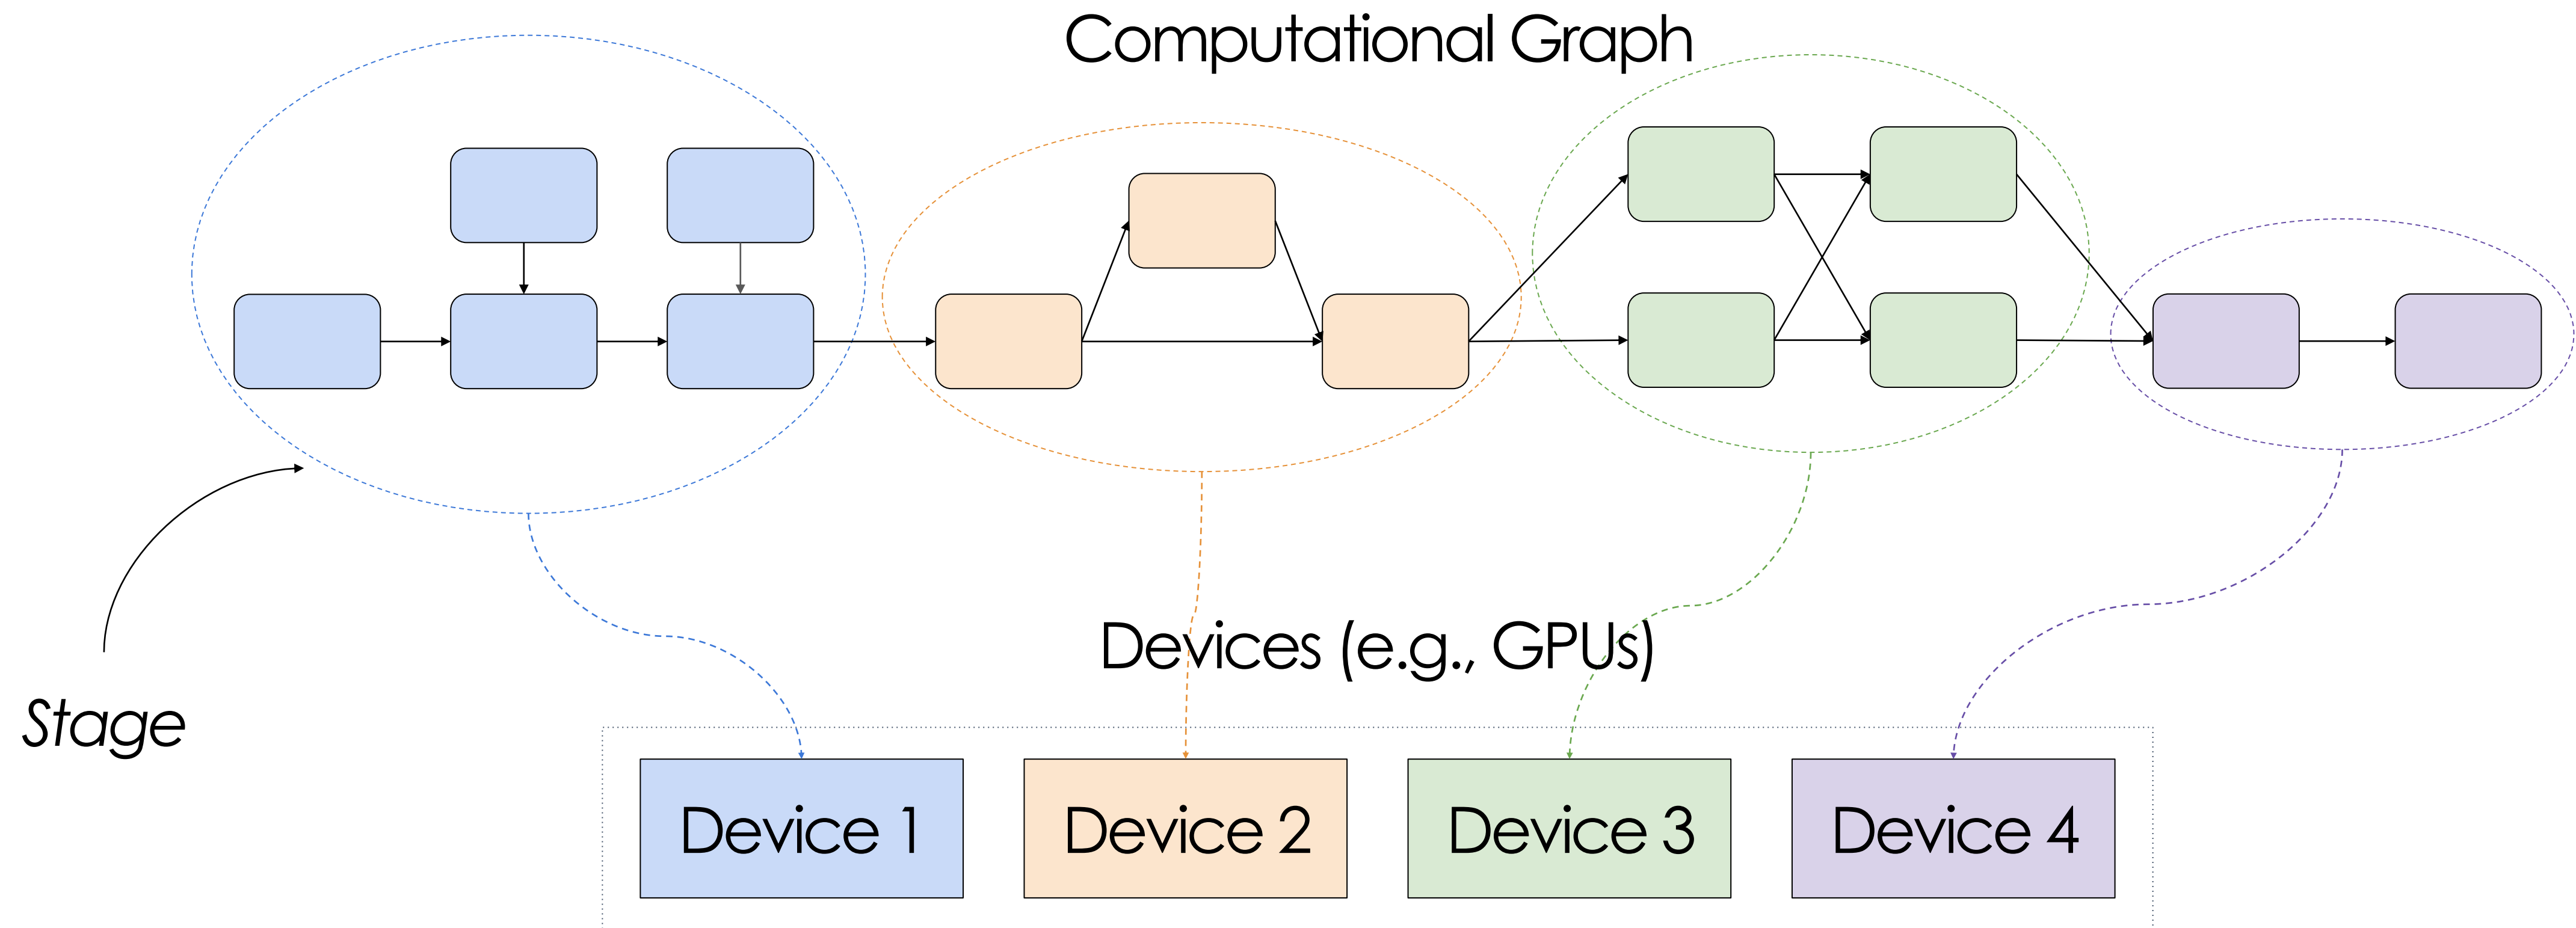 Computational Graph
Devices (e.g., GPUs)
Stage
Device 1
Device 2
Device 3
Device 4